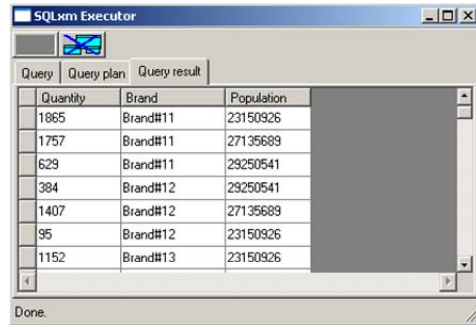 SQLxm Executor
Query Query plan Query result
Quantity Brand Population
1865 Brand#11 23150926
1757 Brand#11 27135689
629 Brand#11 29250541
384 Brand#12 29250541
1407 Brand#12 27135689
95 Brand#12 23150926
1152 Brand#13 23150926
Done.